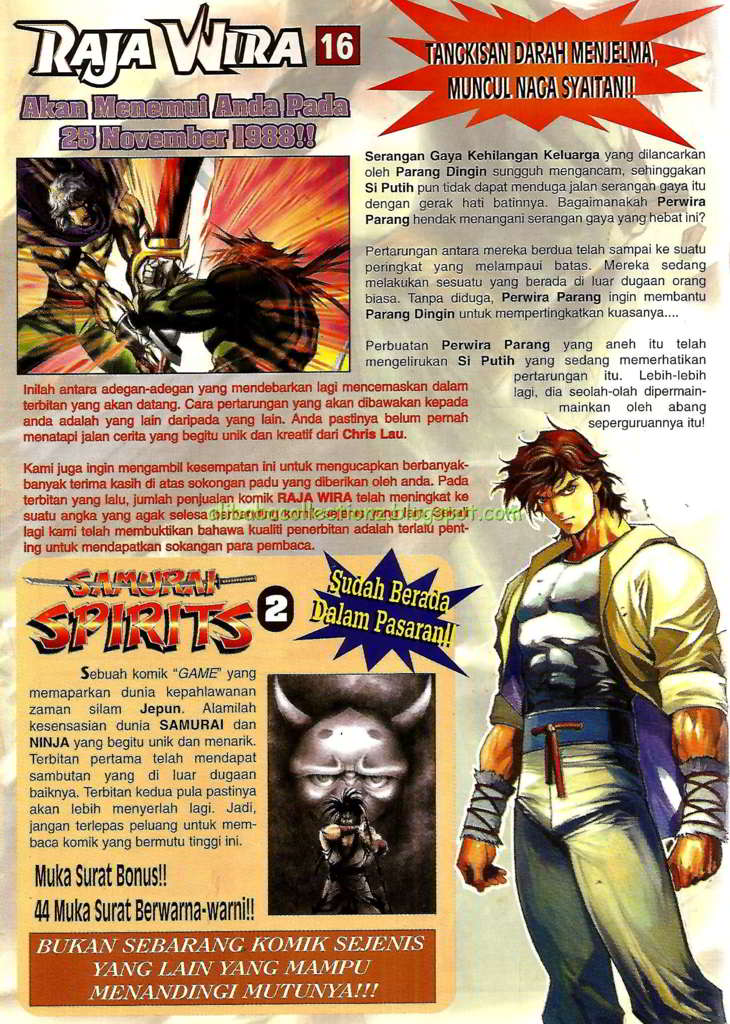 RAJA WIRA 16
Akan Menemui Anda Pada
25 November 1988!!
TANGKISAN DARAH MENJELMA,
MUNCUL NAGA SYAITAN!!
Serangan Gaya Kehilangan Keluarga yang dilancarkan
oleh Parang Dingin sungguh mengancam, sehinggakan
Si Putih pun tidak dapat menduga jalan serangan gaya itu
dengan gerak hati batinnya. Bagaimanakah Perwira
Parang hendak menangani serangan gaya yang hebat ini?
Pertarungan antara mereka berdua telah sampai ke suatu
peringkat yang melampaui batas. Mereka sedang
melakukan sesuatu yang berada di luar dugaan orang
biasa. Tanpa diduga, Perwira Parang ingin membantu
Parang Dingin untuk mempertingkatkan kuasanya....
Perbuatan Perwira Parang yang aneh itu telah
mengelirukan Si Putih yang sedang memerhatikan
pertarungan itu. Lebih-lebih
lagi, dia seolah-olah dipermain-
mainkan oleh abang
seperguruannya itu!
Inilah antara adegan-adegan yang mendebarkan lagi mencemaskan dalam
terbitan yang akan datang. Cara pertarungan yang akan dibawakan kepada
anda adalah yang lain daripada yang lain. Anda pastinya belum pernah
menatapi jalan cerita yang begitu unik dan kreatif dari Chris Lau.
Kami juga ingin mengambil kesempatan ini untuk mengucapkan berbanyak-
banyak terima kasih di atas sokongan padu yang diberikan oleh anda. Pada
terbitan yang lalu, jumlah penjualan komik RAJA WIRA telah meningkat ke
suatu angka yang agak selesa
lagi kami telah membuktikan bahawa kualiti penerbitan adalah terlalu pent-
ing untuk mendapatkan sokongan para pembaca.
SAMURAI
SPIRITS 2
Sudah Berada
Dalam Pasaran!!
Sebuah komik "GAME" yang
memaparkan dunia kepahlawanan
zaman silam Jepun. Alamilah
kesensasian dunia SAMURAI dan
NINJA yang begitu unik dan menarik.
Terbitan pertama telah mendapat
sambutan yang di luar dugaan
baiknya. Terbitan kedua pula pastinya
akan lebih menyerlah lagi. Jadi,
jangan terlepas peluang untuk mem-
baca komik yang bermutu tinggi ini.
Muka Surat Bonus!!
44 Muka Surat Berwarna-warni!!
BUKAN SEBARANG KOMIK SEJENIS
YANG LAIN YANG MAMPU
MENANDINGI MUTUNYA!!!